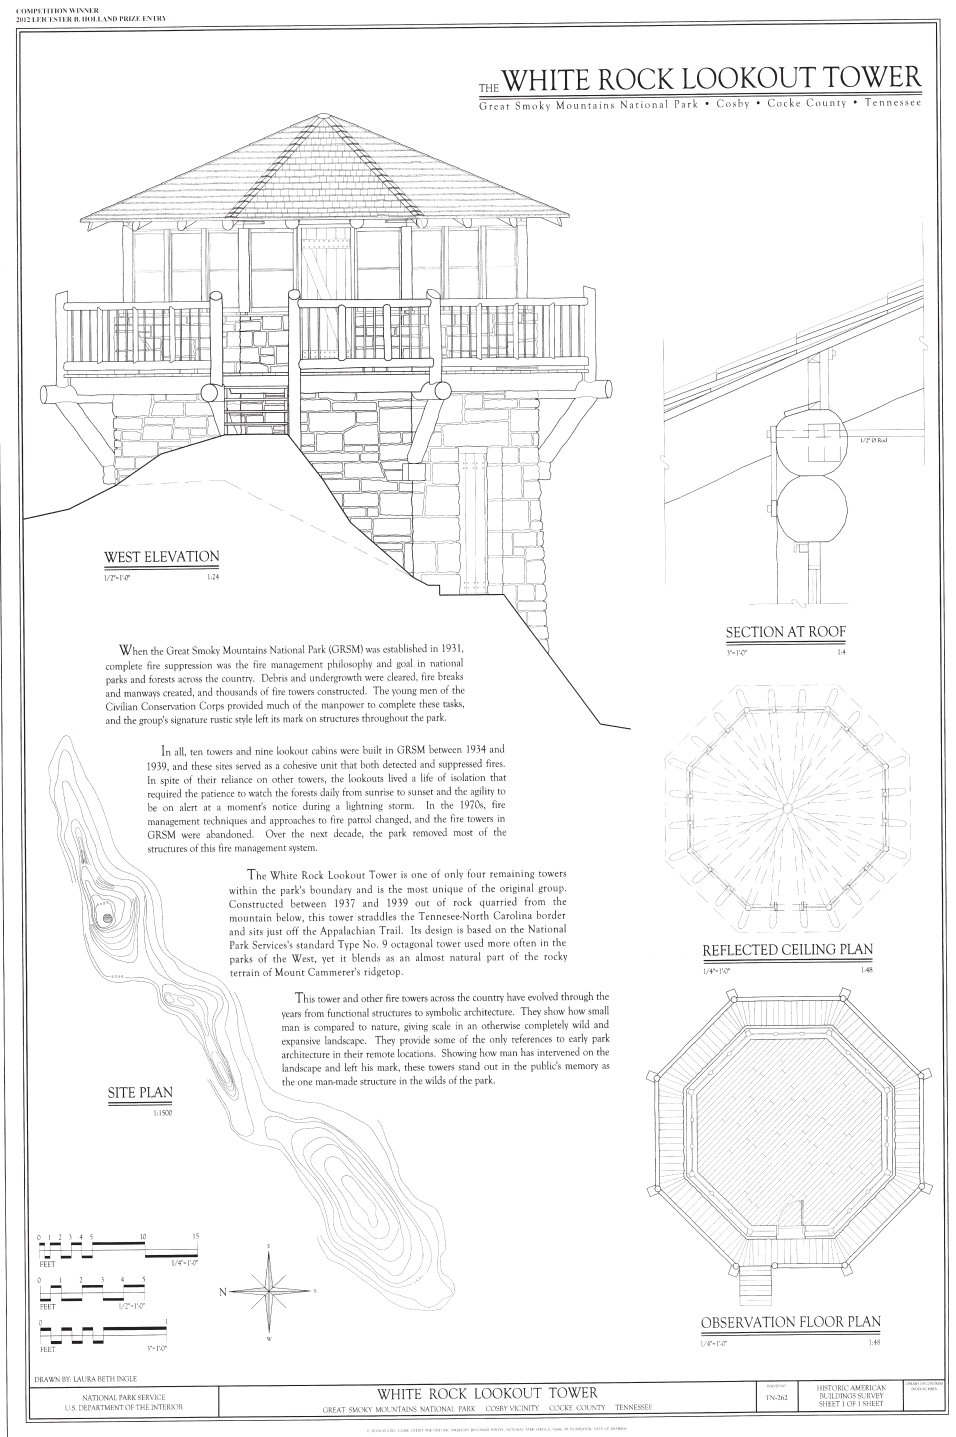 COMPETITION WINNER
2012 LEICESTER B. HOLLAND PRIZE ENTRY
THE WHITE ROCK LOOKOUT TOWER
Great Smoky Mountains National Park • Cosby • Cocke County • Tennessee
1/2" Ø Rod
WEST ELEVATION
1/2"=1'-0" 1:24
SECTION AT ROOF
3"=1'-0" 1:4
When the Great Smoky Mountains National Park (GRSM) was established in 1931,
complete fire suppression was the fire management philosophy and goal in national
parks and forests across the country. Debris and undergrowth were cleared, fire breaks
and manways created, and thousands of fire towers constructed. The young men of the
Civilian Conservation Corps provided much of the manpower to complete these tasks,
and the group's signature rustic style left its mark on structures throughout the park.
In all, ten towers and nine lookout cabins were built in GRSM between 1934 and
1939, and these sites served as a cohesive unit that both detected and suppressed fires.
In spite of their reliance on other towers, the lookouts lived a life of isolation that
required the patience to watch the forests daily from sunrise to sunset and the agility to
be on alert at a moment's notice during a lightning storm. In the 1970s, fire
management techniques and approaches to fire patrol changed, and the fire towers in
GRSM were abandoned. Over the next decade, the park removed most of the
structures of this fire management system.
The White Rock Lookout Tower is one of only four remaining towers
within the park's boundary and is the most unique of the original group.
Constructed between 1937 and 1939 out of rock quarried from the
mountain below, this tower straddles the Tennesee-North Carolina border
and sits just off the Appalachian Trail. Its design is based on the National
Park Services's standard Type No. 9 octagonal tower used more often in the
parks of the West, yet it blends as an almost natural part of the rocky
terrain of Mount Cammerer's ridgetop.
This tower and other fire towers across the country have evolved through the
years from functional structures to symbolic architecture. They show how small
man is compared to nature, giving scale in an otherwise completely wild and
expansive landscape. They provide some of the only references to early park
architecture in their remote locations. Showing how man has intervened on the
landscape and left his mark, these towers stand out in the public's memory as
the one man-made structure in the wilds of the park.
REFLECTED CEILING PLAN
1/4"=1'-0" 1:48
SITE PLAN
1:1500
OBSERVATION FLOOR PLAN
1/4"=1'-0" 1:48
0 1 2 3 4 5 10 15
FEET 1/4"=1'-0"
0 1 2 3 4 5
FEET 1/2"=1'-0"
0 1
FEET 3"=1'-0"
E
N S
W
DRAWN BY: LAURA BETH INGLE
NATIONAL PARK SERVICE
U.S. DEPARTMENT OF THE INTERIOR
WHITE ROCK LOOKOUT TOWER
GREAT SMOKY MOUNTAINS NATIONAL PARK COSBY VICINITY COCKE COUNTY TENNESSEE
SURVEY NO.
TN-262
HISTORIC AMERICAN
BUILDINGS SURVEY
SHEET 1 OF 1 SHEET
LIBRARY OF CONGRESS
INDEX NUMBER